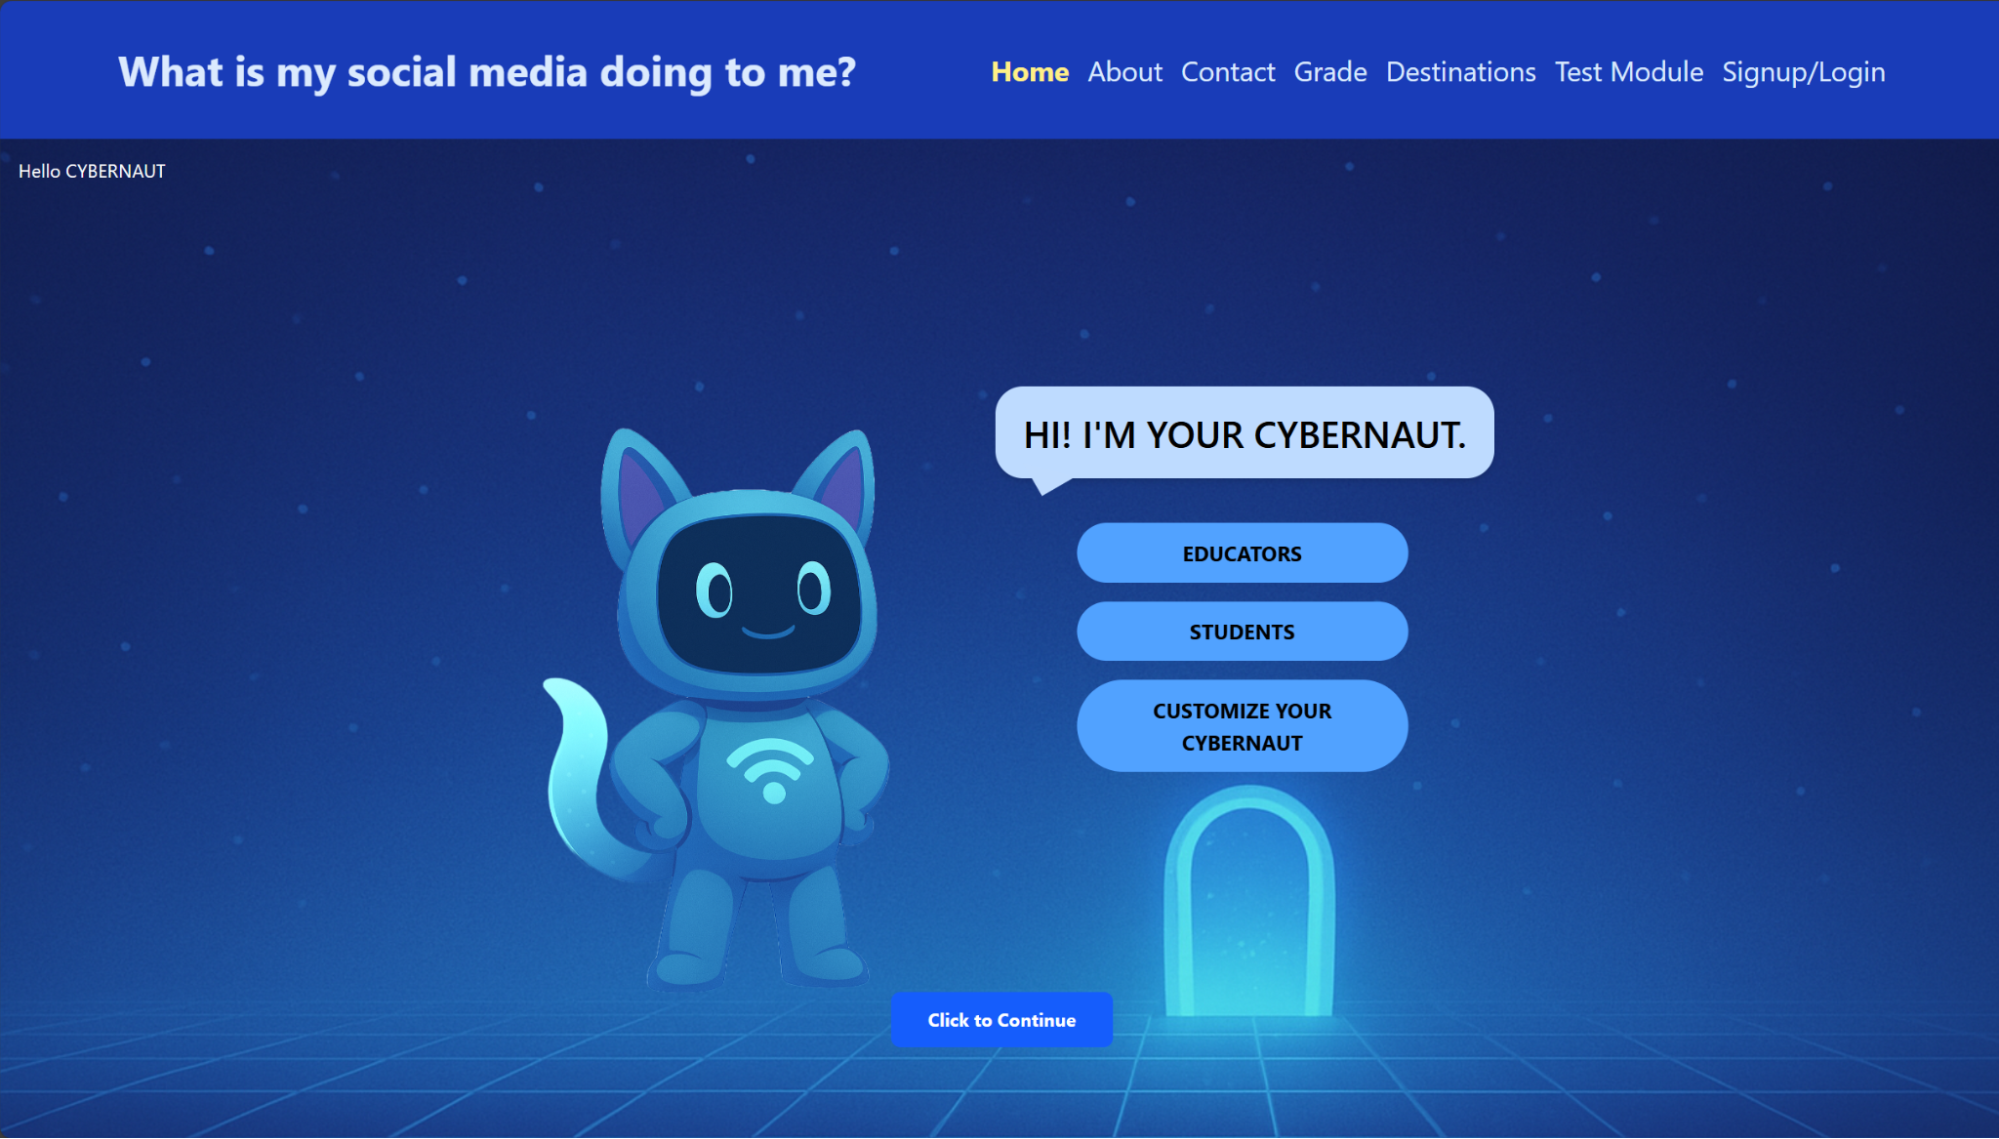 What is my social media doing to me?
Home About Contact Grade Destinations Test Module Signup/Login
Hello CYBERNAUT
HI! I'M YOUR CYBERNAUT.
EDUCATORS
STUDENTS
CUSTOMIZE YOUR
CYBERNAUT
Click to Continue